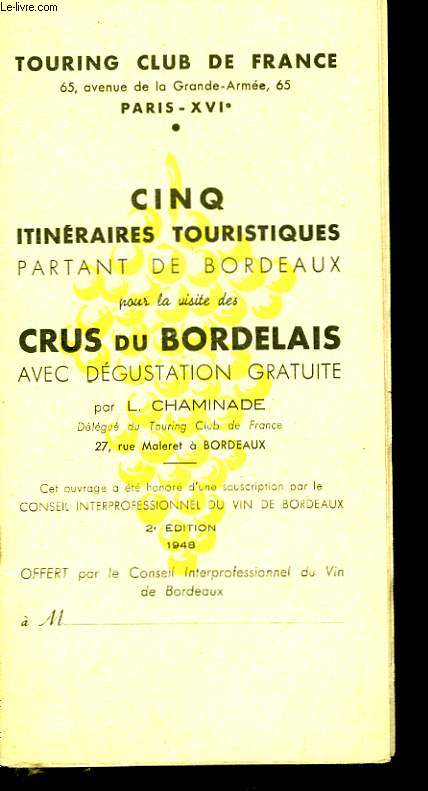 Le-livre.com
TOURING CLUB DE FRANCE
65, avenue de la Grande-Armée, 65
PARIS - XVIe
CINQ
ITINÉRAIRES TOURISTIQUES
PARTANT DE BORDEAUX
pour la visite des
CRUS DU BORDELAIS
AVEC DÉGUSTATION GRATUITE
par L. CHAMINADE
Délégué du Touring Club de France
27, rue Maleret à BORDEAUX
Cet ouvrage a été honoré d'une souscription par le
CONSEIL INTERPROFESSIONNEL DU VIN DE BORDEAUX
2e EDITION
1948
OFFERT par le Conseil Interprofessionnel du Vin
de Bordeaux
à M